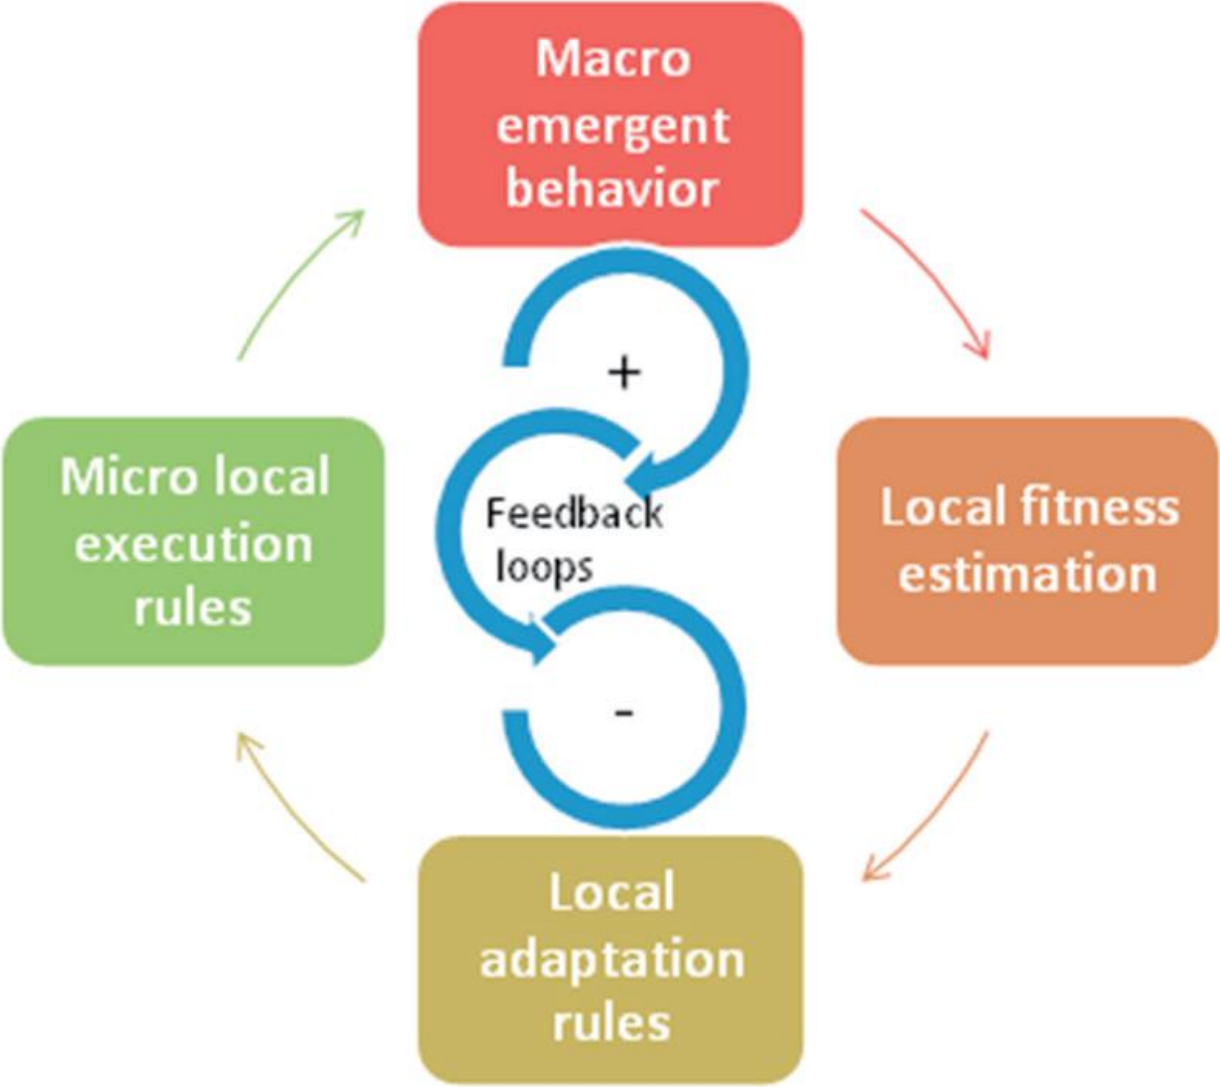 Macro
emergent
behavior
+
Micro local
execution
rules
Feedback
loops
Local fitness
estimation
-
Local
adaptation
rules